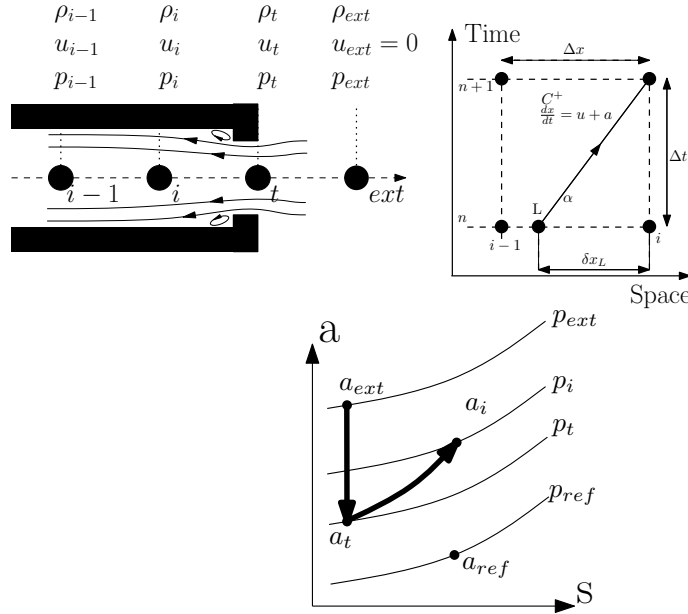 ρ_{i−1} ρ_i ρ_t ρ_{ext}
u_{i−1} u_i u_t u_{ext} = 0
p_{i−1} p_i p_t p_{ext}
i − 1 i t ext
Time
Δx
n + 1
C^+
dx/dt = u + a
Δt
α
L
n
i − 1
i
δx_L
Space
a
p_{ext}
a_{ext}
p_i
a_i
p_t
p_{ref}
a_t
a_{ref}
s